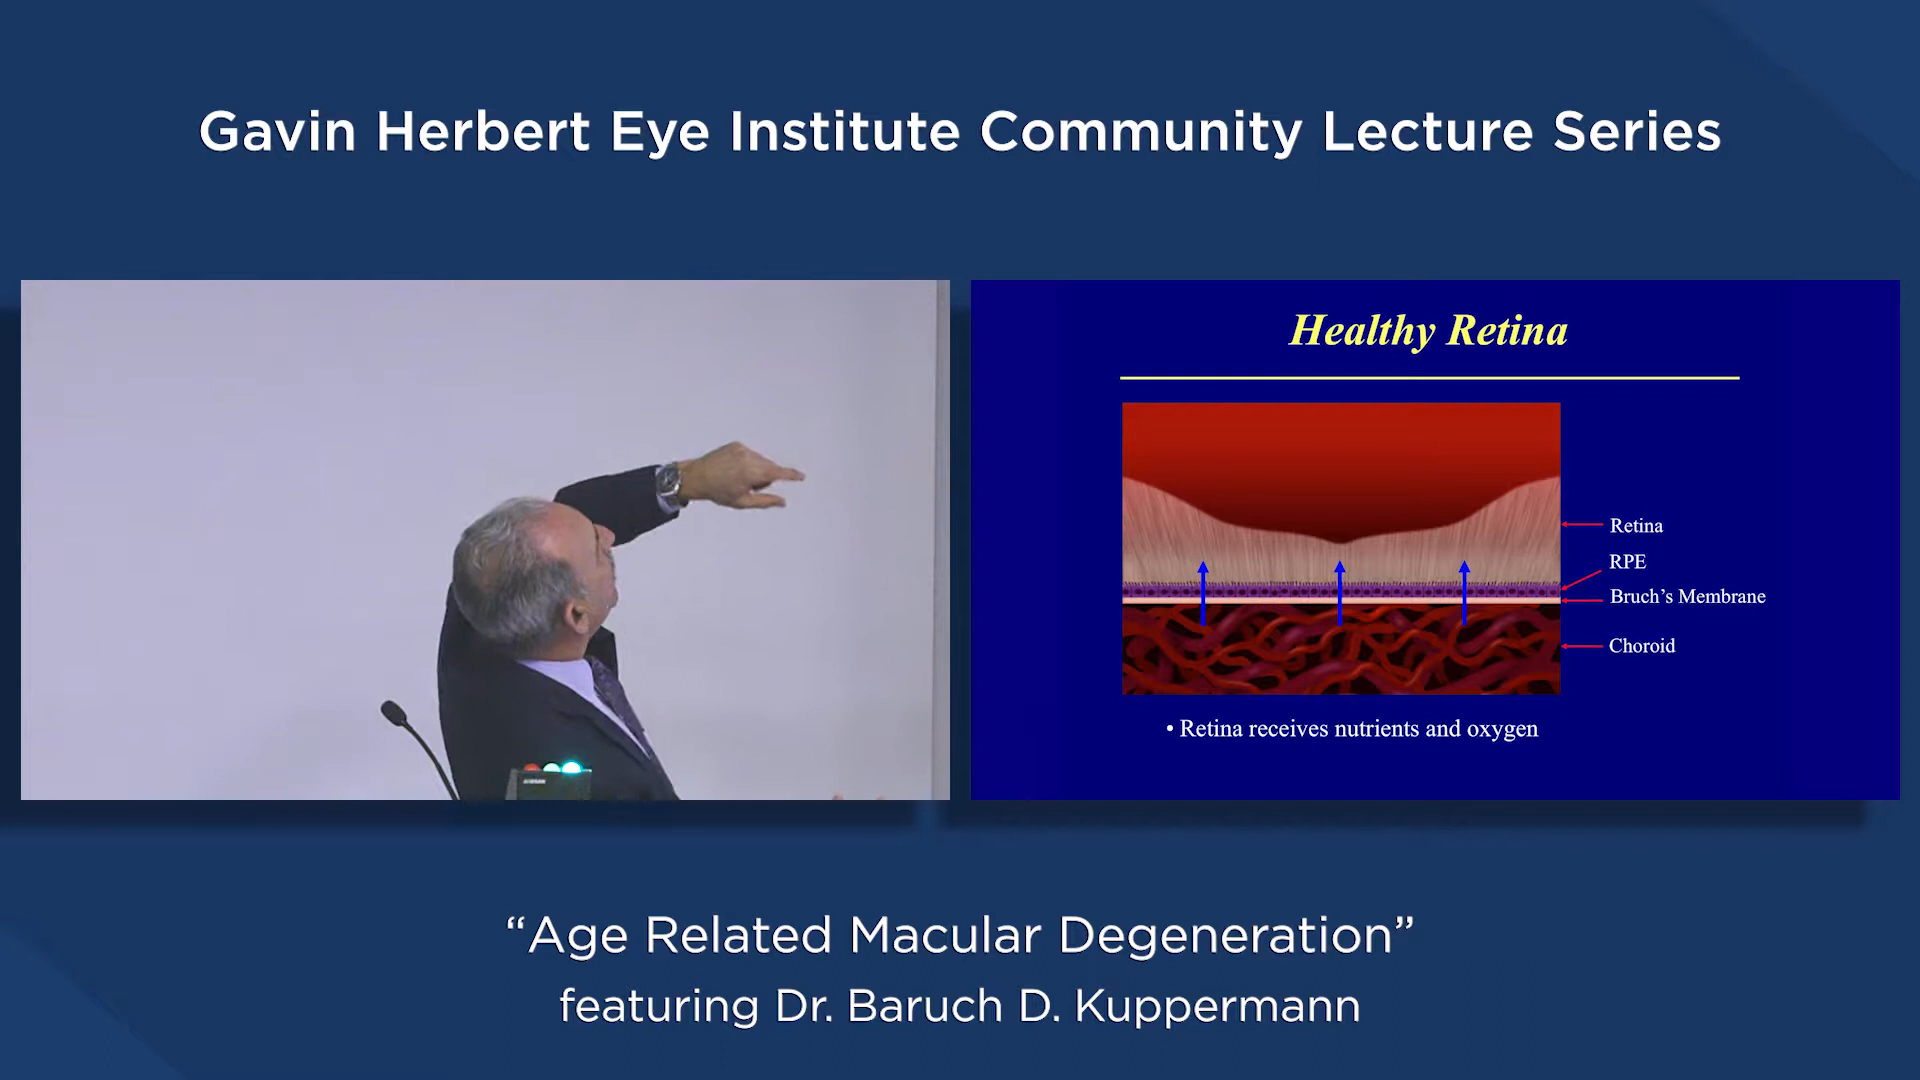 Gavin Herbert Eye Institute Community Lecture Series
Healthy Retina
Retina
RPE
Bruch's Membrane
Choroid
• Retina receives nutrients and oxygen
“Age Related Macular Degeneration”
featuring Dr. Baruch D. Kuppermann